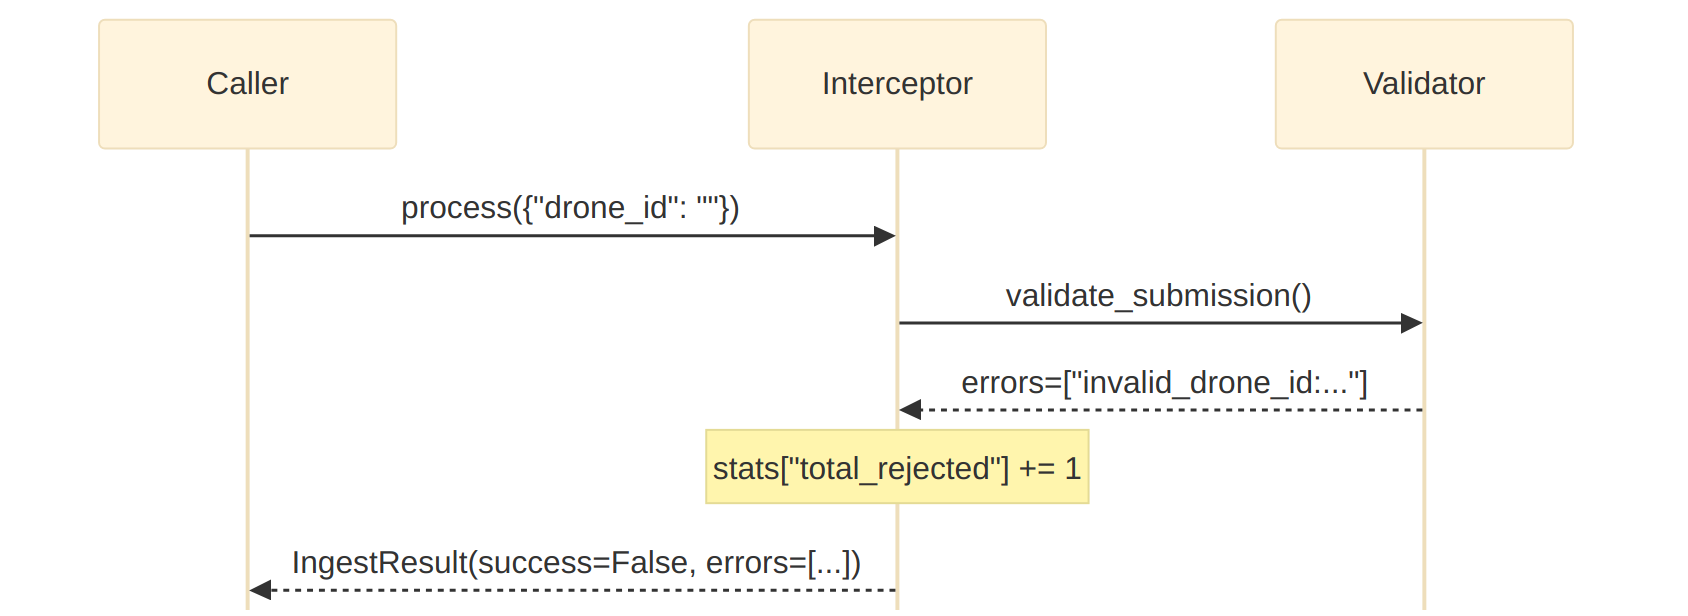 Caller
Interceptor
Validator
process({"drone_id": ""})
validate_submission()
errors=["invalid_drone_id:..."]
stats["total_rejected"] += 1
IngestResult(success=False, errors=[...])